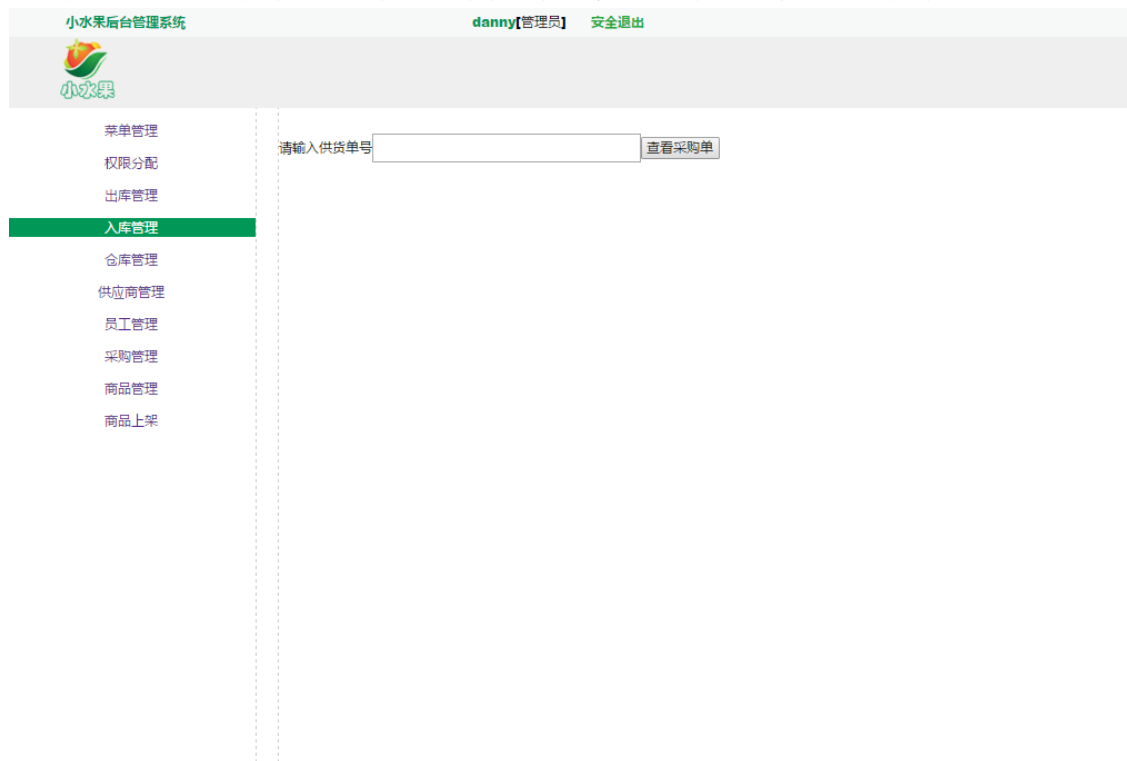 小水果后台管理系统 danny[管理员] 安全退出
小水果
菜单管理
请输入供货单号 查看采购单
权限分配
出库管理
入库管理
仓库管理
供应商管理
员工管理
采购管理
商品管理
商品上架